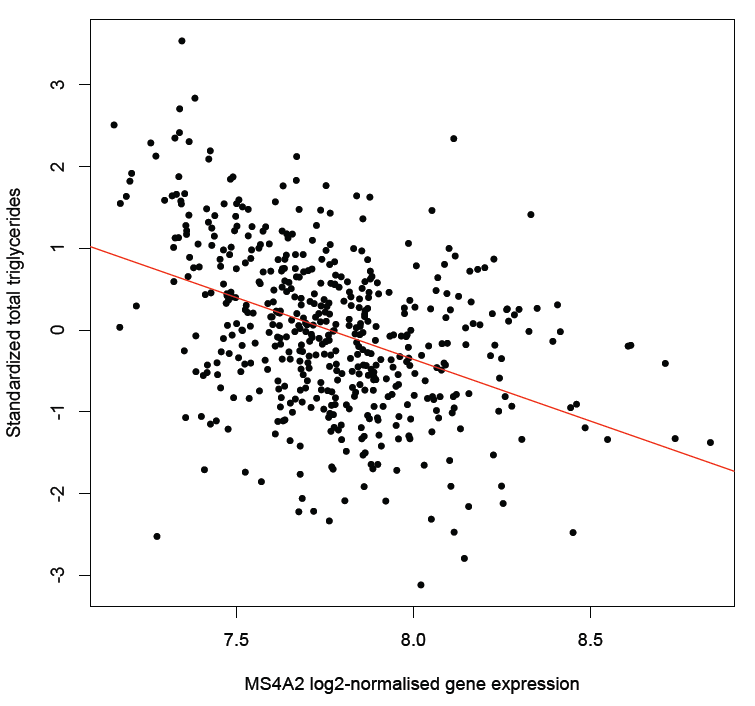 3
2
1
0
-1
-2
-3
Standardized total triglycerides
7.5 8.0 8.5
MS4A2 log2-normalised gene expression